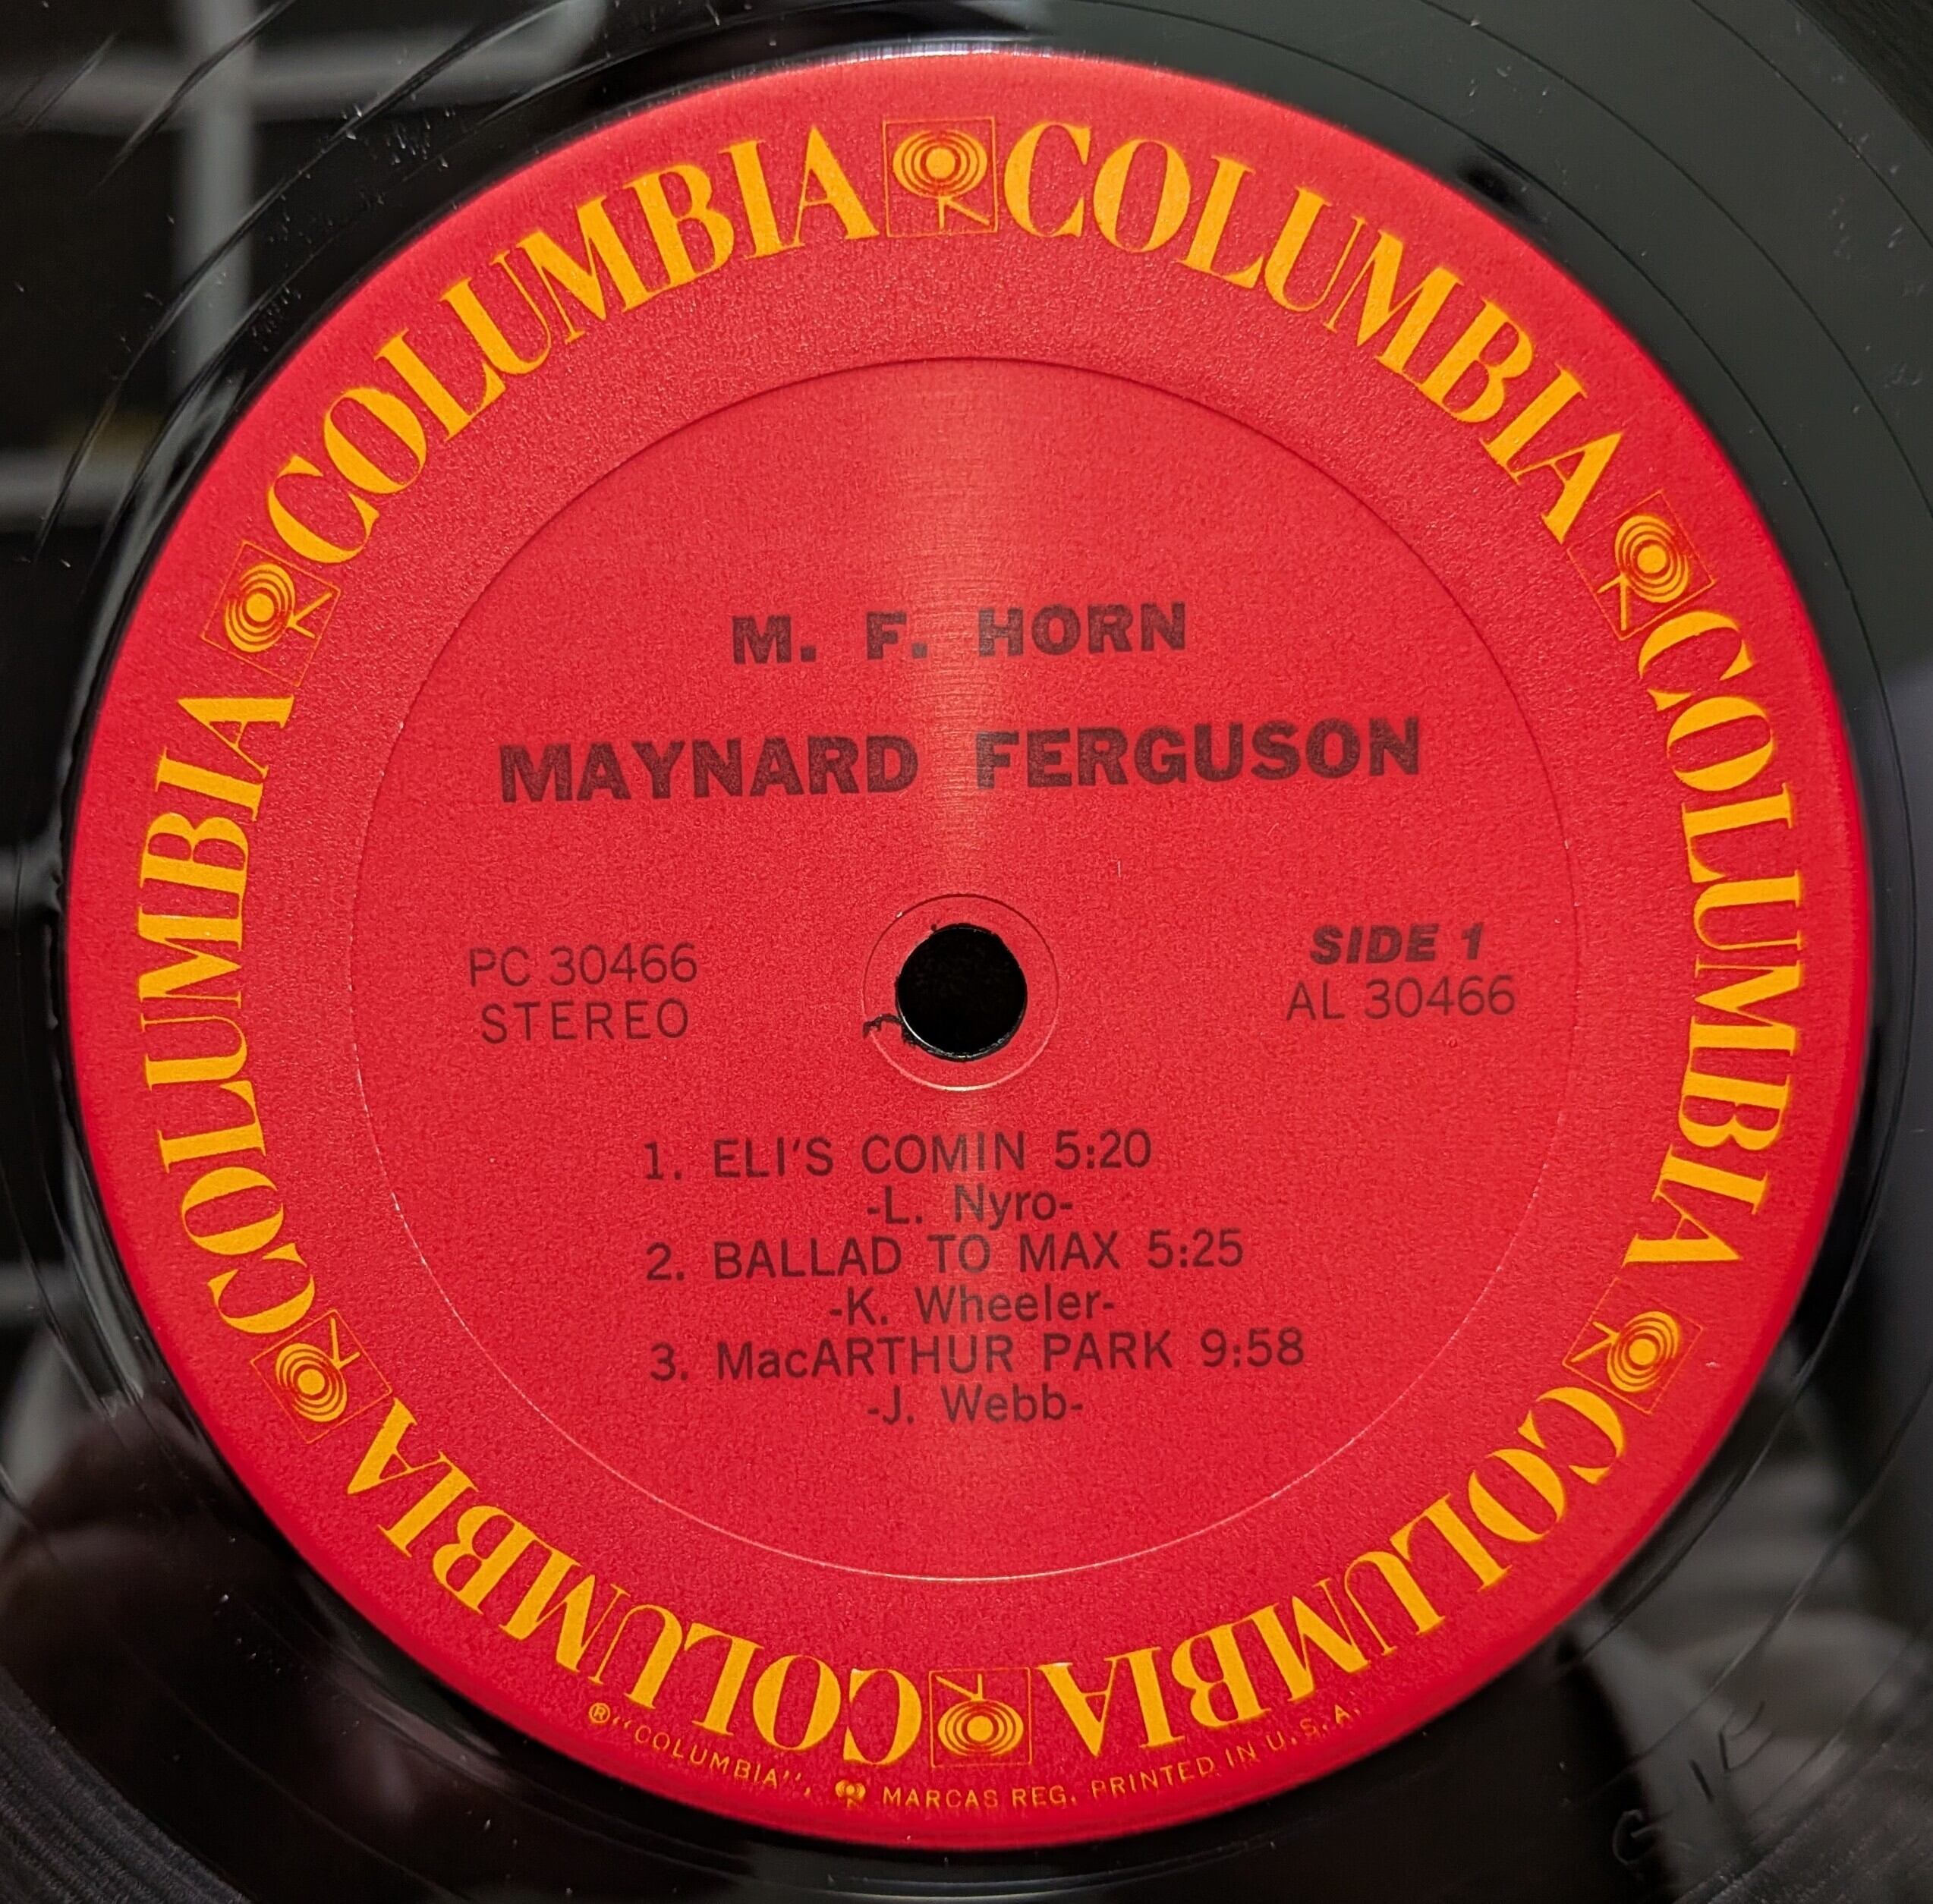 COLUMBIA COLUMBIA COLUMBIA COLUMBIA COLUMBIA COLUMBIA
M. F. HORN
MAYNARD FERGUSON
PC 30466
STEREO
SIDE 1
AL 30466
1. ELI'S COMIN 5:20
-L. Nyro-
2. BALLAD TO MAX 5:25
-K. Wheeler-
3. MacARTHUR PARK 9:58
-J. Webb-
®"COLUMBIA", MARCAS REG. PRINTED IN U.S.A.